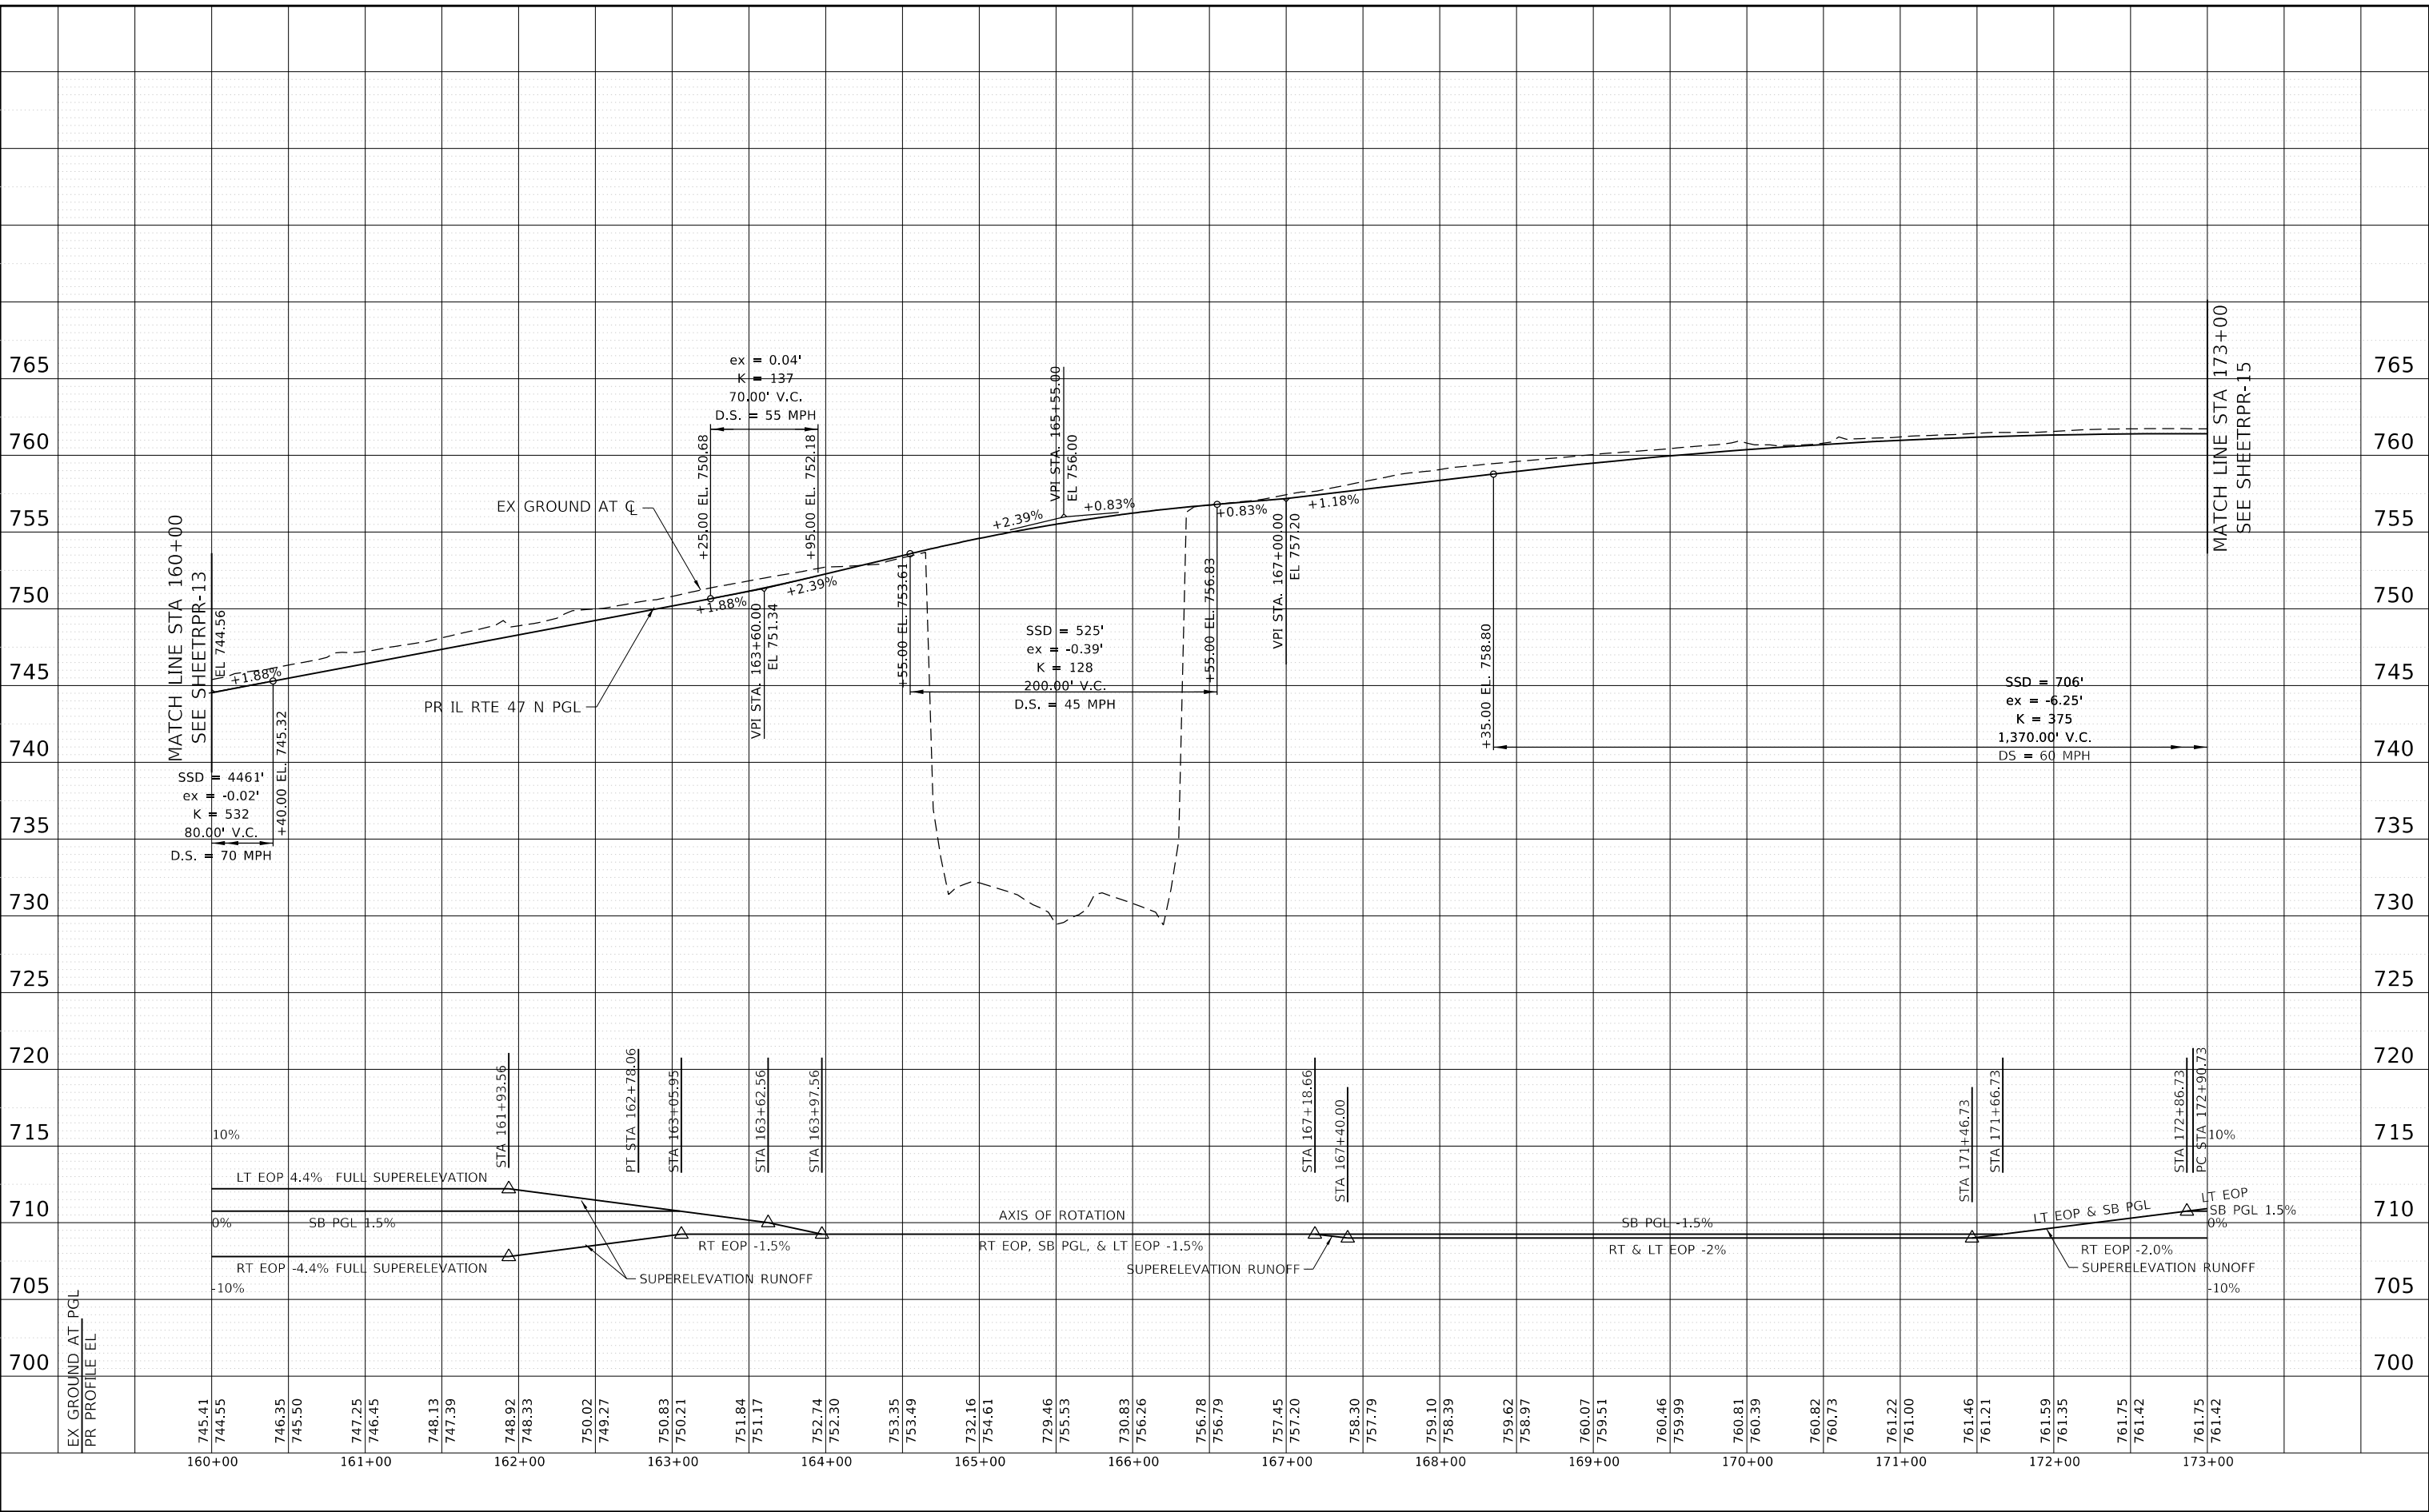 765
760
755
750
745
740
735
730
725
720
715
710
705
700
MATCH LINE STA 160+00
SEE SHEETRPR-13
EL 744.56
+1.88%
+40.00 EL. 745.32
SSD = 4461'
ex = -0.02'
K = 532
80.00' V.C.
D.S. = 70 MPH
EX GROUND AT ℄
PR IL RTE 47 N PGL
ex = 0.04'
K = 137
70.00' V.C.
D.S. = 55 MPH
+25.00 EL. 750.68
+95.00 EL. 752.18
+1.88%
+2.39%
VPI STA. 163+60.00
EL 751.34
+55.00 EL. 753.61
+2.39%
VPI STA. 165+55.00
EL 756.00
+0.83%
SSD = 525'
ex = -0.39'
K = 128
200.00' V.C.
D.S. = 45 MPH
+55.00 EL. 756.83
+0.83%
VPI STA. 167+00.00
EL 757.20
+1.18%
+35.00 EL. 758.80
SSD = 706'
ex = -6.25'
K = 375
1,370.00' V.C.
DS = 60 MPH
MATCH LINE STA 173+00
SEE SHEETRPR-15
765
760
755
750
745
740
735
730
725
720
715
710
705
700
10%
0%
-10%
LT EOP 4.4% FULL SUPERELEVATION
SB PGL 1.5%
RT EOP -4.4% FULL SUPERELEVATION
STA 161+93.56
PT STA 162+78.06
STA 163+05.95
STA 163+62.56
STA 163+97.56
RT EOP -1.5%
SUPERELEVATION RUNOFF
AXIS OF ROTATION
RT EOP, SB PGL, & LT EOP -1.5%
STA 167+18.66
STA 167+40.00
SUPERELEVATION RUNOFF
SB PGL -1.5%
RT & LT EOP -2%
STA 171+46.73
STA 171+66.73
STA 172+86.73
PC STA 172+90.73
LT EOP & SB PGL
LT EOP
SB PGL 1.5%
RT EOP -2.0%
SUPERELEVATION RUNOFF
10%
0%
-10%
EX GROUND AT PGL
PR PROFILE EL
745.41
744.55
746.35
745.50
747.25
746.45
748.13
747.39
748.92
748.33
750.02
749.27
750.83
750.21
751.84
751.17
752.74
752.30
753.35
753.49
732.16
754.61
729.46
755.53
730.83
756.26
756.78
756.79
757.45
757.20
758.30
757.79
759.10
758.39
759.62
758.97
760.07
759.51
760.46
759.99
760.81
760.39
760.82
760.73
761.22
761.00
761.46
761.21
761.59
761.35
761.75
761.42
761.75
761.42
160+00
161+00
162+00
163+00
164+00
165+00
166+00
167+00
168+00
169+00
170+00
171+00
172+00
173+00